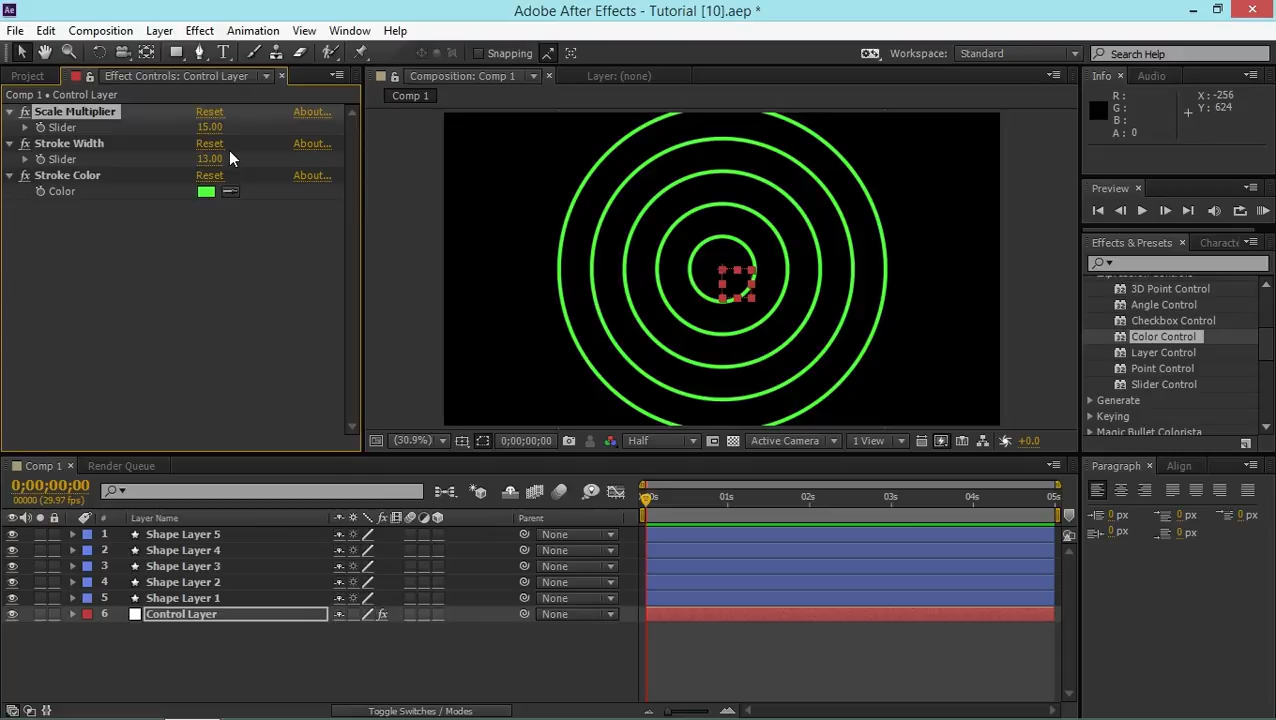 Ae
Adobe After Effects - Tutorial [10].aep *
File Edit Composition Layer Effect Animation View Window Help
Snapping
Workspace: Standard
Search Help
Project
Effect Controls: Control Layer
Composition: Comp 1
Layer: (none)
Info
Audio
Comp 1 • Control Layer
Comp 1
fx Scale Multiplier Reset About...
Slider 15.00
fx Stroke Width Reset About...
Slider 13.00
fx Stroke Color Reset About...
Color
R:
G:
B:
A: 0
X: -256
Y: 624
Preview
Effects & Presets
Characte
3D Point Control
Angle Control
Checkbox Control
Color Control
Layer Control
Point Control
Slider Control
Generate
Keying
Magic Bullet Colorista
(30.9%)
0;00;00;00
Half
Active Camera
1 View
+0.0
Comp 1
Render Queue
Paragraph
Align
0;00;00;00
00000 (29.97 fps)
0s 01s 02s 03s 04s 05s
# Layer Name
fx
Parent
0 px 0 px 0 px
0 px 0 px
1 Shape Layer 5 None
2 Shape Layer 4 None
3 Shape Layer 3 None
4 Shape Layer 2 None
5 Shape Layer 1 None
6 Control Layer fx None
Toggle Switches / Modes